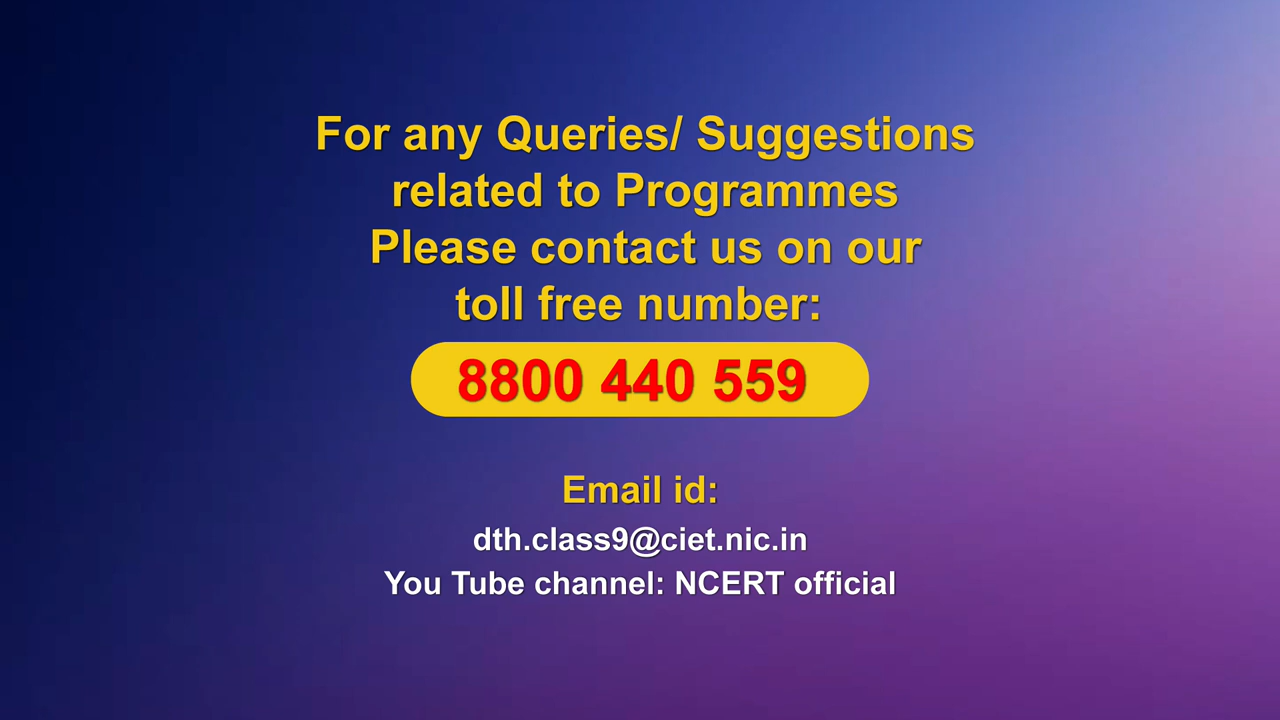 For any Queries/ Suggestions
related to Programmes
Please contact us on our
toll free number:
8800 440 559
Email id:
dth.class9@ciet.nic.in
You Tube channel: NCERT official